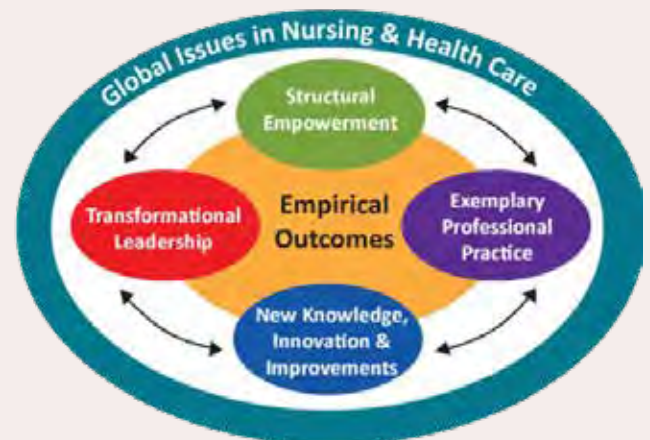 Global Issues in Nursing & Health Care
Structural
Empowerment
Transformational
Leadership
Empirical
Outcomes
Exemplary
Professional
Practice
New Knowledge,
Innovation &
Improvements